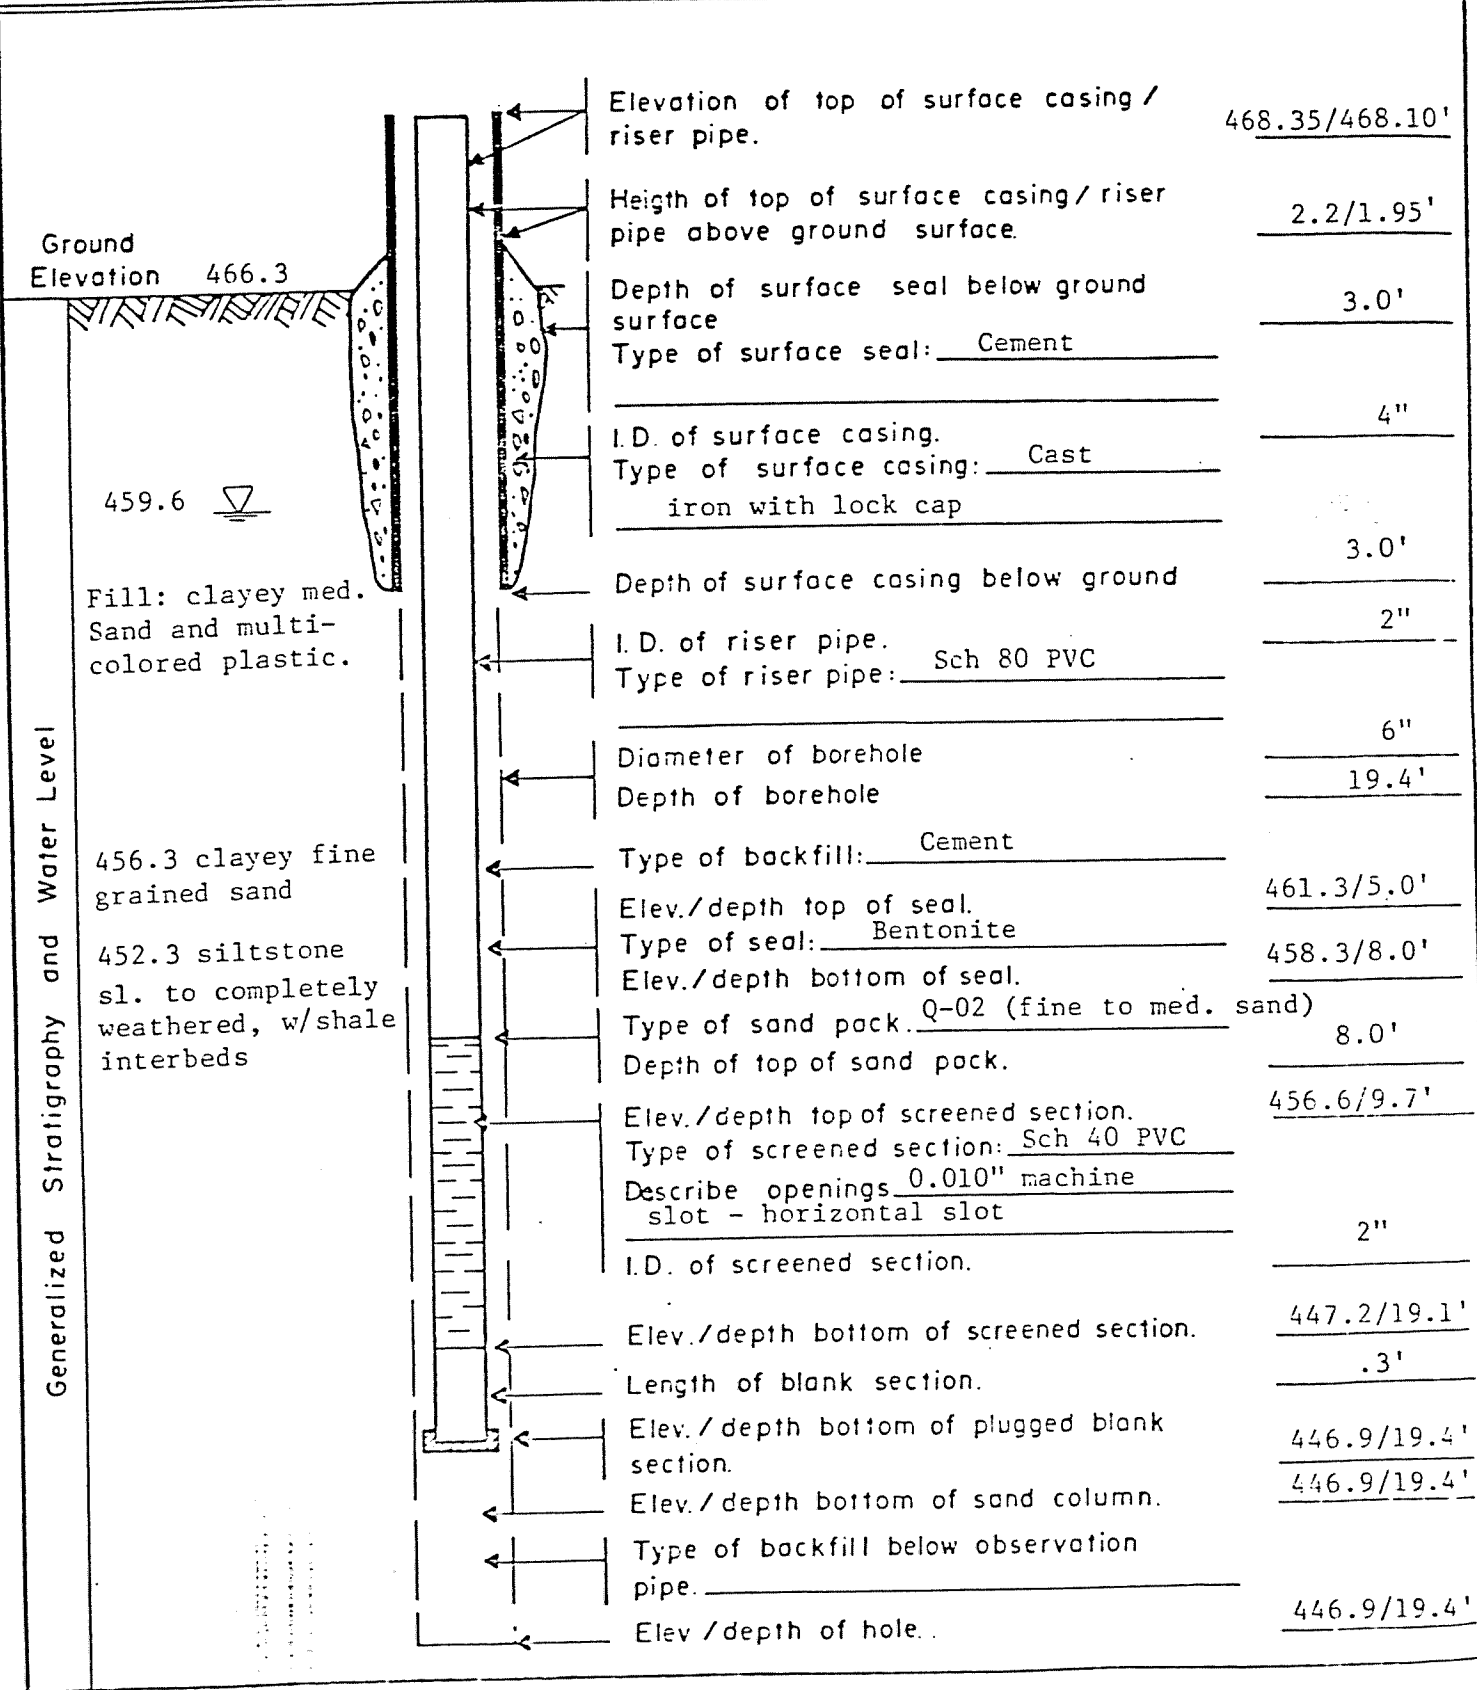 Elevation of top of surface casing /
riser pipe.
468.35/468.10'
Heigth of top of surface casing / riser
pipe above ground surface.
2.2/1.95'
Ground
Elevation 466.3
Depth of surface seal below ground
surface
3.0'
Type of surface seal: Cement
I.D. of surface casing.
4"
Type of surface casing: Cast
iron with lock cap
459.6
Depth of surface casing below ground
3.0'
Fill: clayey med.
Sand and multi-
colored plastic.
I.D. of riser pipe.
2"
Type of riser pipe: Sch 80 PVC
Diameter of borehole
6"
Depth of borehole
19.4'
Generalized Stratigraphy and Water Level
456.3 clayey fine
grained sand
452.3 siltstone
sl. to completely
weathered, w/shale
interbeds
Type of backfill: Cement
Elev./depth top of seal.
461.3/5.0'
Type of seal: Bentonite
Elev./depth bottom of seal.
458.3/8.0'
Type of sand pack. Q-02 (fine to med. sand)
Depth of top of sand pack.
8.0'
Elev./depth top of screened section.
456.6/9.7'
Type of screened section: Sch 40 PVC
Describe openings 0.010" machine
slot - horizontal slot
I.D. of screened section.
2"
Elev./depth bottom of screened section.
447.2/19.1'
Length of blank section.
.3'
Elev./depth bottom of plugged blank
section.
446.9/19.4'
Elev./depth bottom of sand column.
446.9/19.4'
Type of backfill below observation
pipe.
Elev /depth of hole.
446.9/19.4'